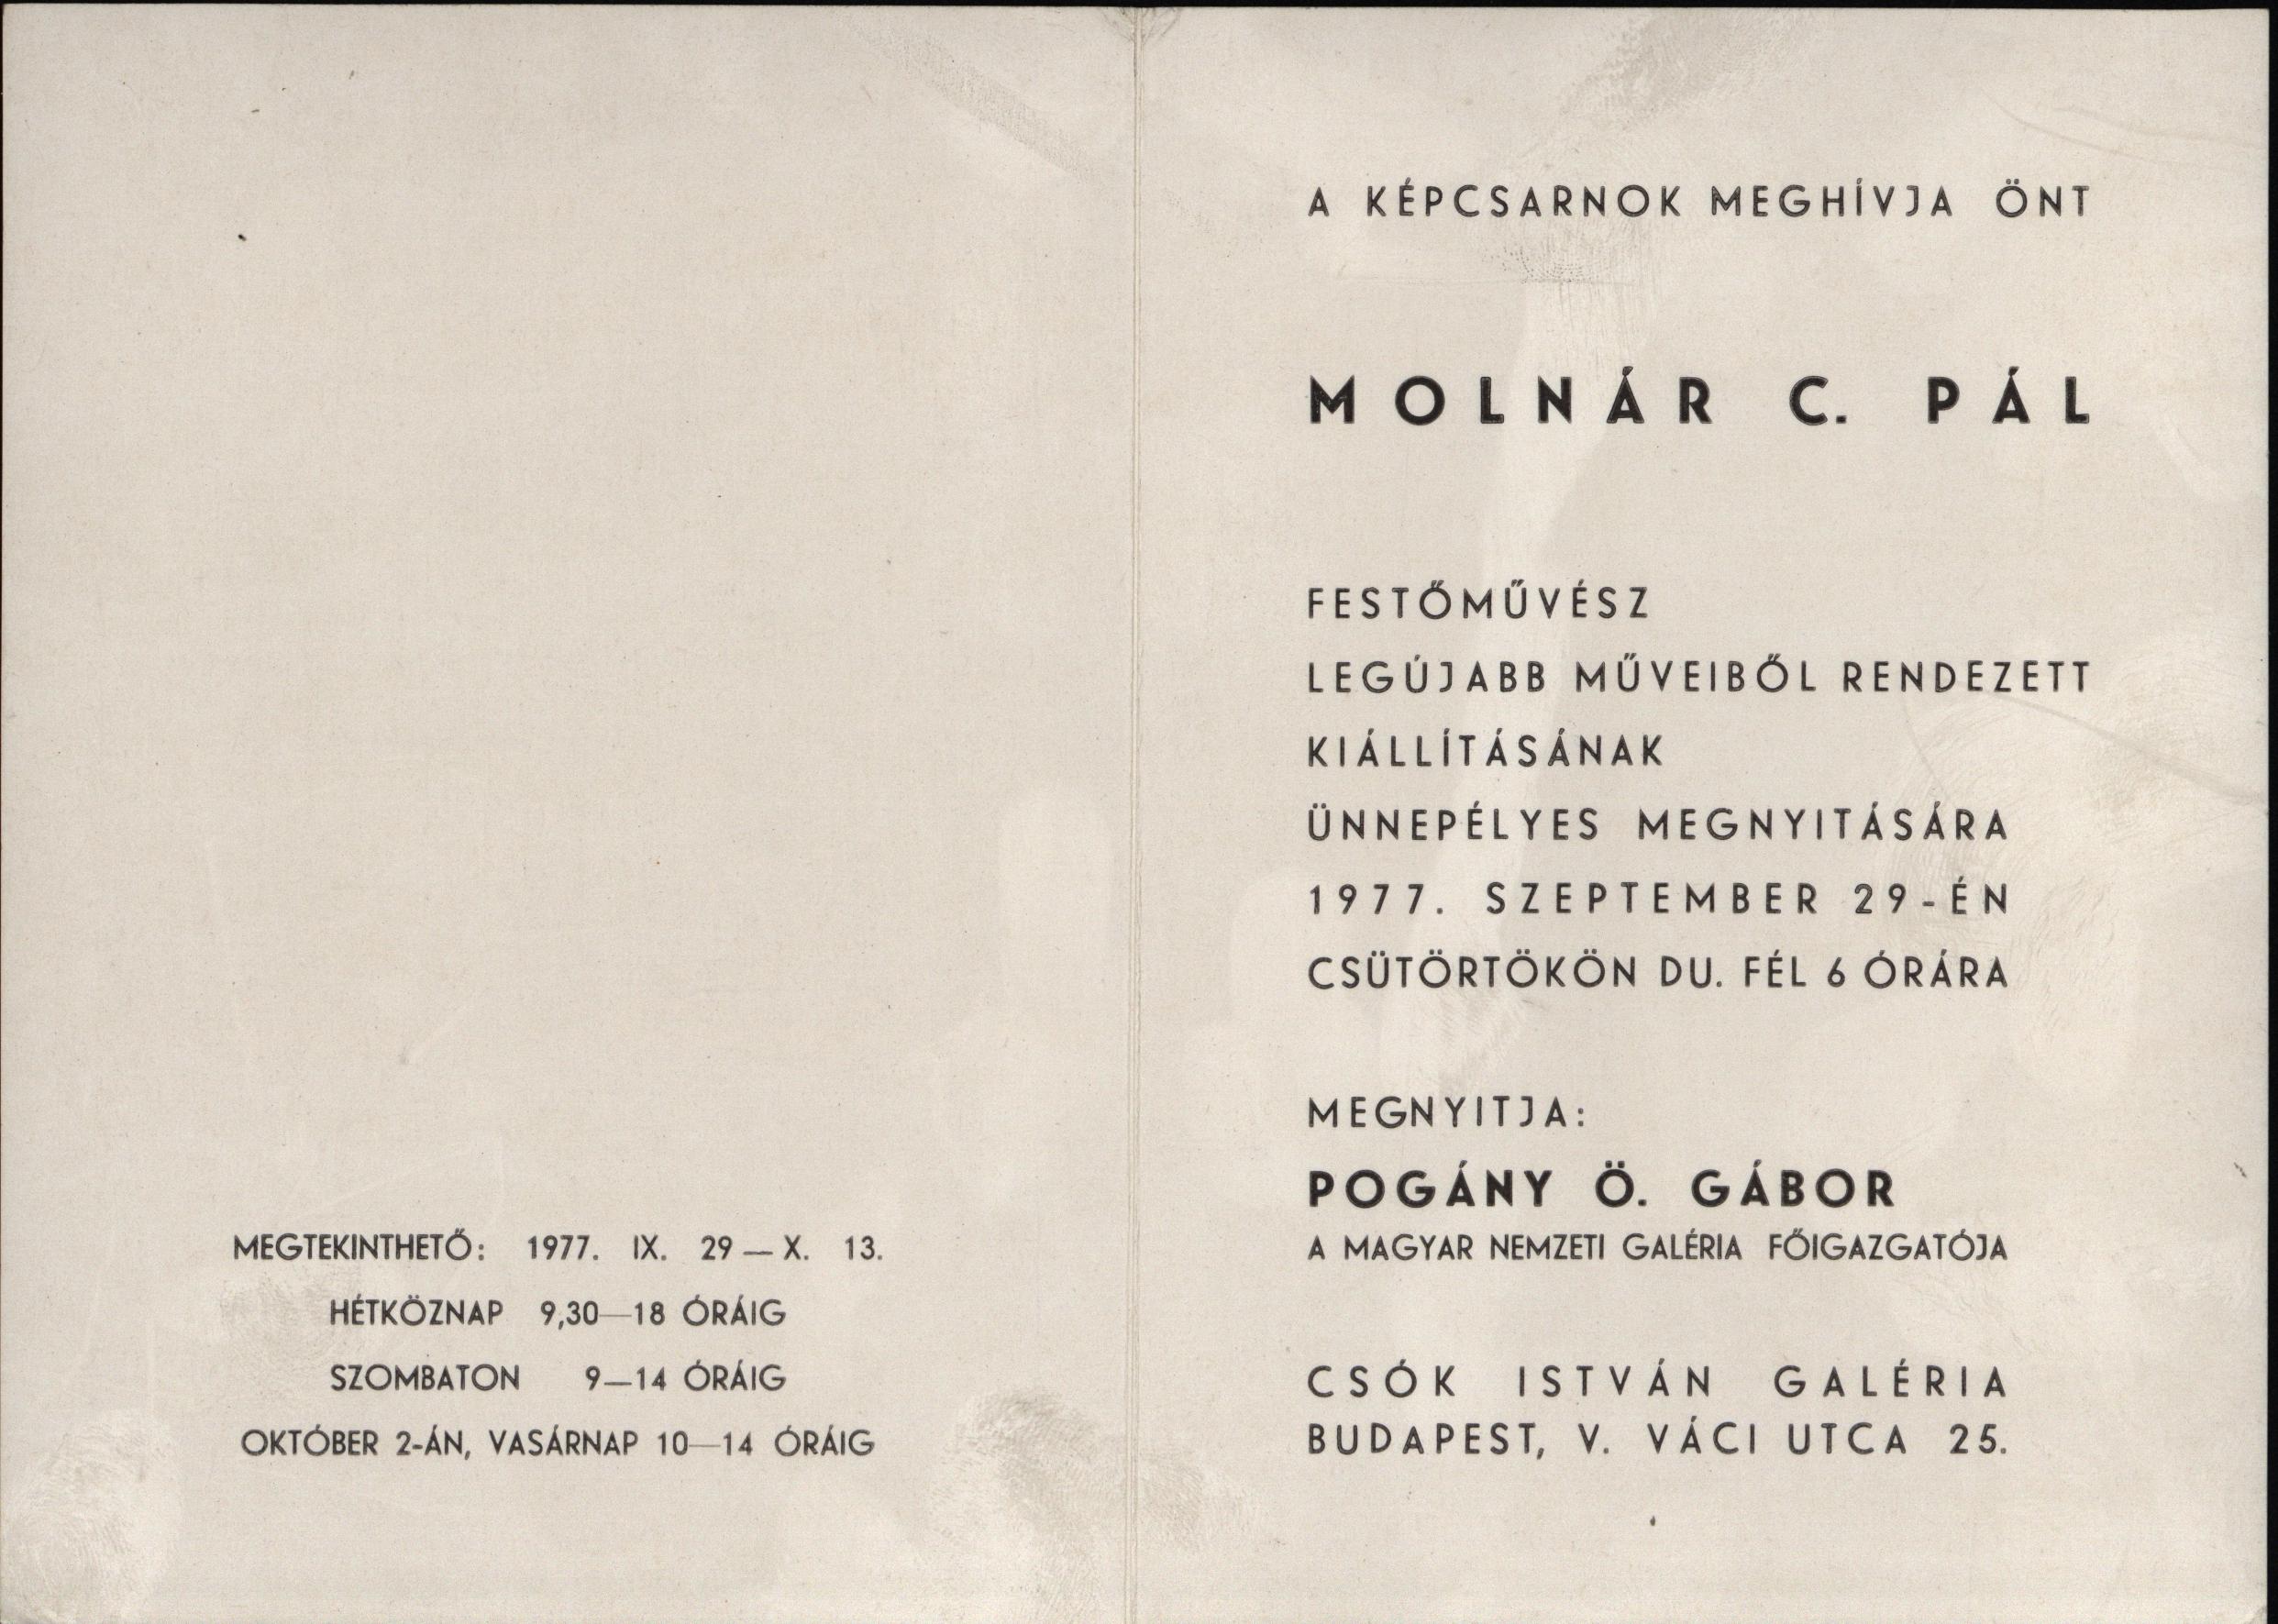 MEGTEKINTHETŐ: 1977. IX. 29 — X. 13.
HÉTKÖZNAP 9,30—18 ÓRÁIG
SZOMBATON 9—14 ÓRÁIG
OKTÓBER 2-ÁN, VASÁRNAP 10—14 ÓRÁIG
A KÉPCSARNOK MEGHÍVJA ÖNT
MOLNÁR C. PÁL
FESTŐMŰVÉSZ
LEGÚJABB MŰVEIBŐL RENDEZETT
KIÁLLÍTÁSÁNAK
ÜNNEPÉLYES MEGNYITÁSÁRA
1977. SZEPTEMBER 29-ÉN
CSÜTÖRTÖKÖN DU. FÉL 6 ÓRÁRA
MEGNYITJA:
POGÁNY Ö. GÁBOR
A MAGYAR NEMZETI GALÉRIA FŐIGAZGATÓJA
CSÓK ISTVÁN GALÉRIA
BUDAPEST, V. VÁCI UTCA 25.